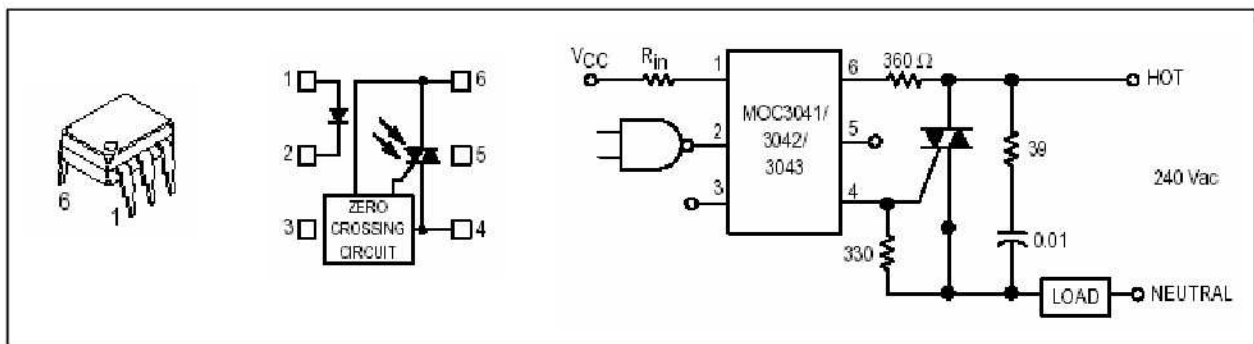 6
1
1
2
3
6
5
4
ZERO
CROSSING
CIRCUIT
VCC
Rin
1
2
3
MOC3041/
3042/
3043
6
5
4
360 Ω
HOT
39
240 Vac
330
0.01
LOAD
NEUTRAL